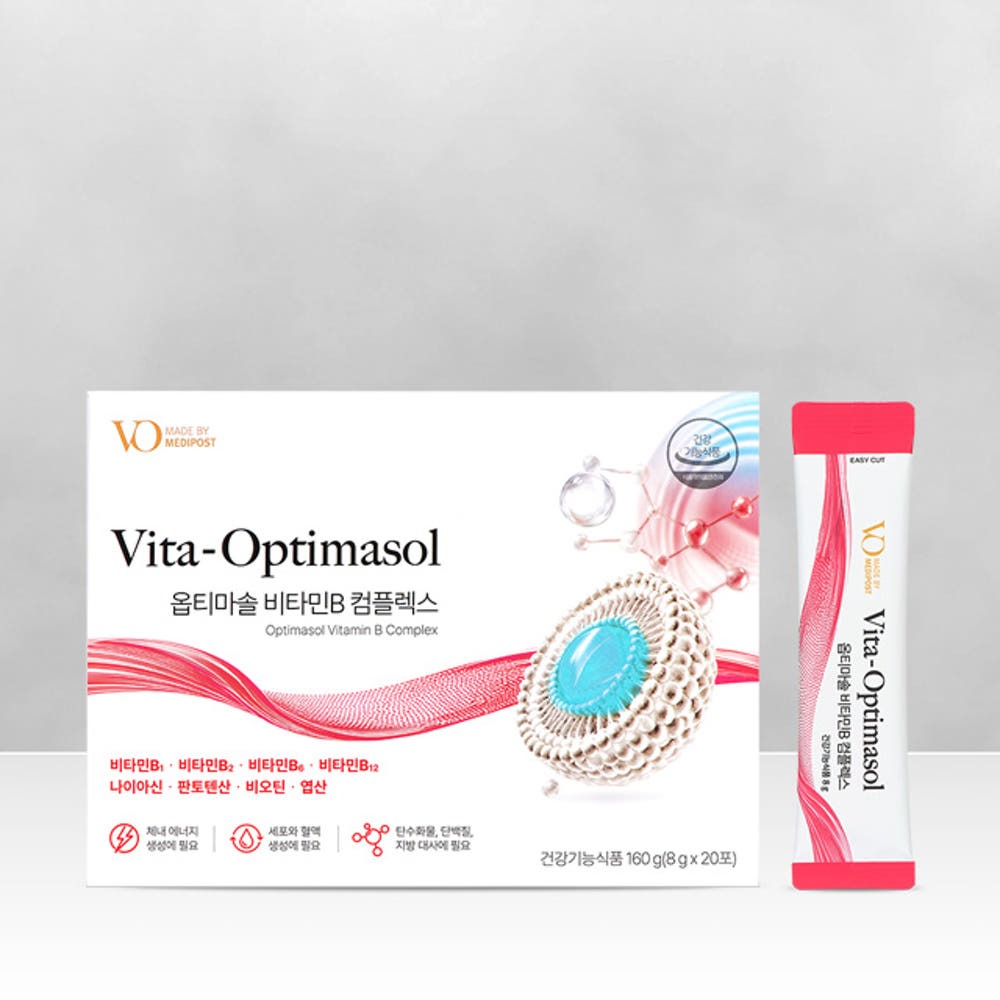 VO MADE BY
MEDIPOST
건강
기능식품
Vita-Optimasol
옵티마솔 비타민B 컴플렉스
Optimasol Vitamin B Complex
비타민B₁ · 비타민B₂ · 비타민B₆ · 비타민B₁₂
나이아신 · 판토텐산 · 비오틴 · 엽산
체내 에너지
생성에 필요
세포와 혈액
생성에 필요
탄수화물, 단백질,
지방 대사에 필요
건강기능식품 160 g(8 g x 20포)
EASY CUT
VO MADE BY
MEDIPOST
Vita-Optimasol
옵티마솔 비타민B 컴플렉스
건강기능식품 8 g